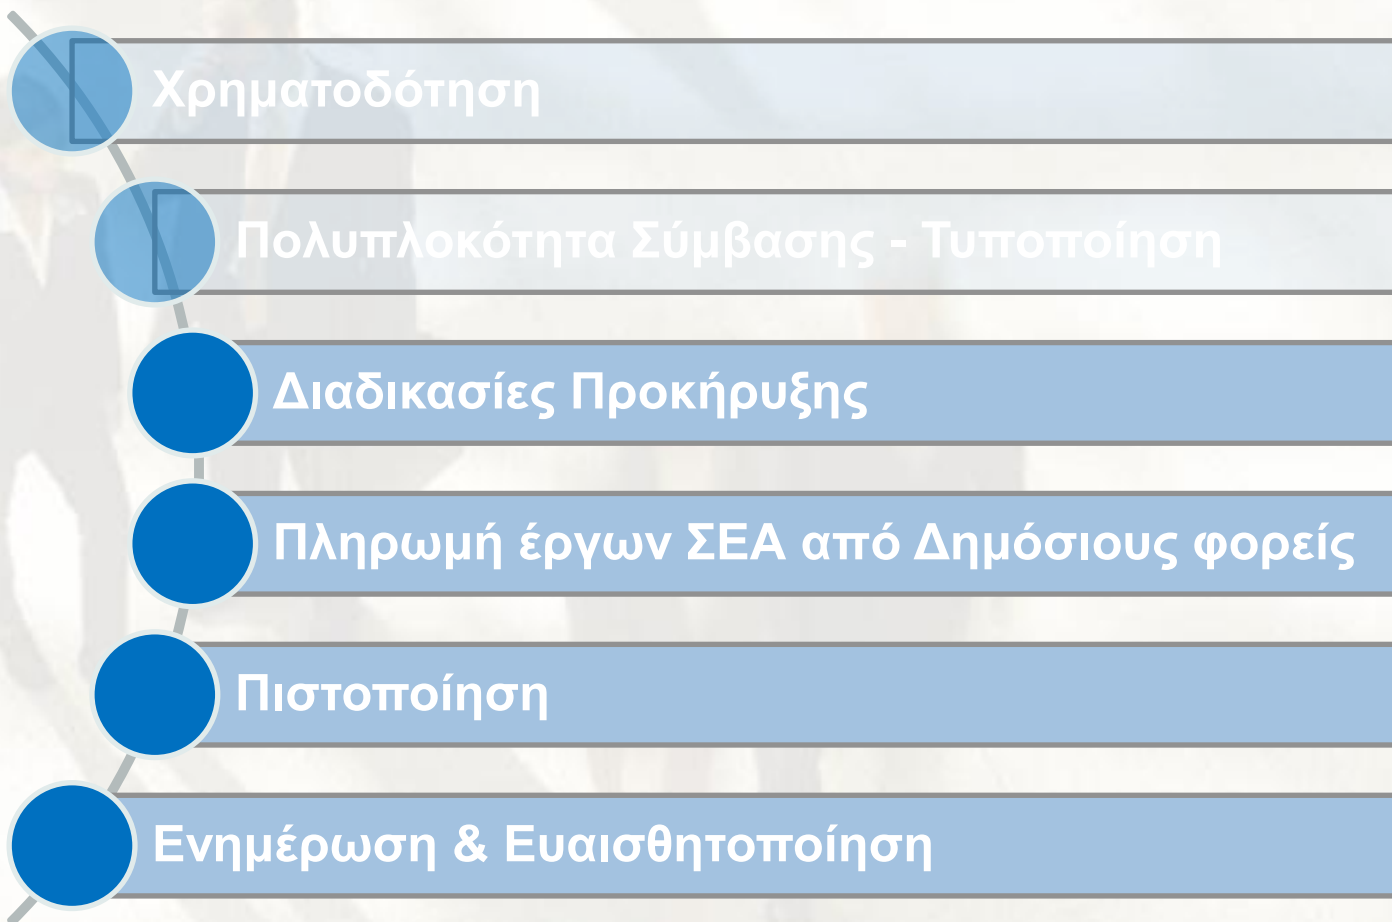 Χρηματοδότηση
Πολυπλοκότητα Σύμβασης - Τυποποίηση
Διαδικασίες Προκήρυξης
Πληρωμή έργων ΣΕΑ από Δημόσιους φορείς
Πιστοποίηση
Ενημέρωση & Ευαισθητοποίηση